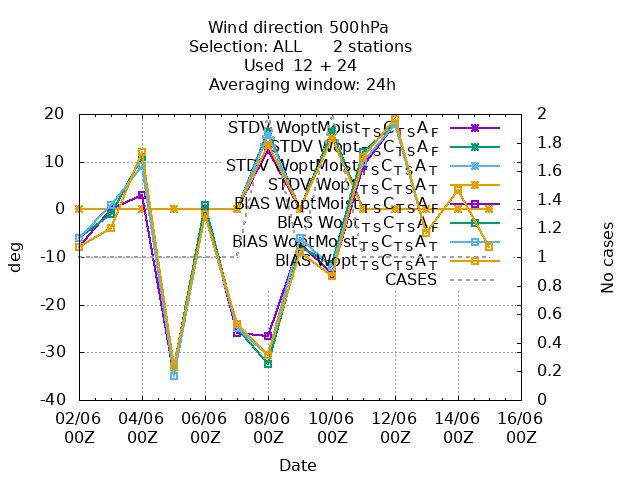 Wind direction 500hPa
Selection: ALL 2 stations
Used 12 + 24
Averaging window: 24h
STDV WoptMoist_TS C_TS A_F
STDV Wopt_TS C_TS A_F
STDV WoptMoist_TS C_TS A_T
STDV Wopt_TS C_TS A_T
BIAS WoptMoist_TS C_TS A_F
BIAS Wopt_TS C_TS A_F
BIAS WoptMoist_TS C_TS A_T
BIAS Wopt_TS C_TS A_T
CASES
20
10
0
-10
-20
-30
-40
deg
2
1.8
1.6
1.4
1.2
1
0.8
0.6
0.4
0.2
0
No cases
02/06 04/06 06/06 08/06 10/06 12/06 14/06 16/06
00Z 00Z 00Z 00Z 00Z 00Z 00Z 00Z
Date